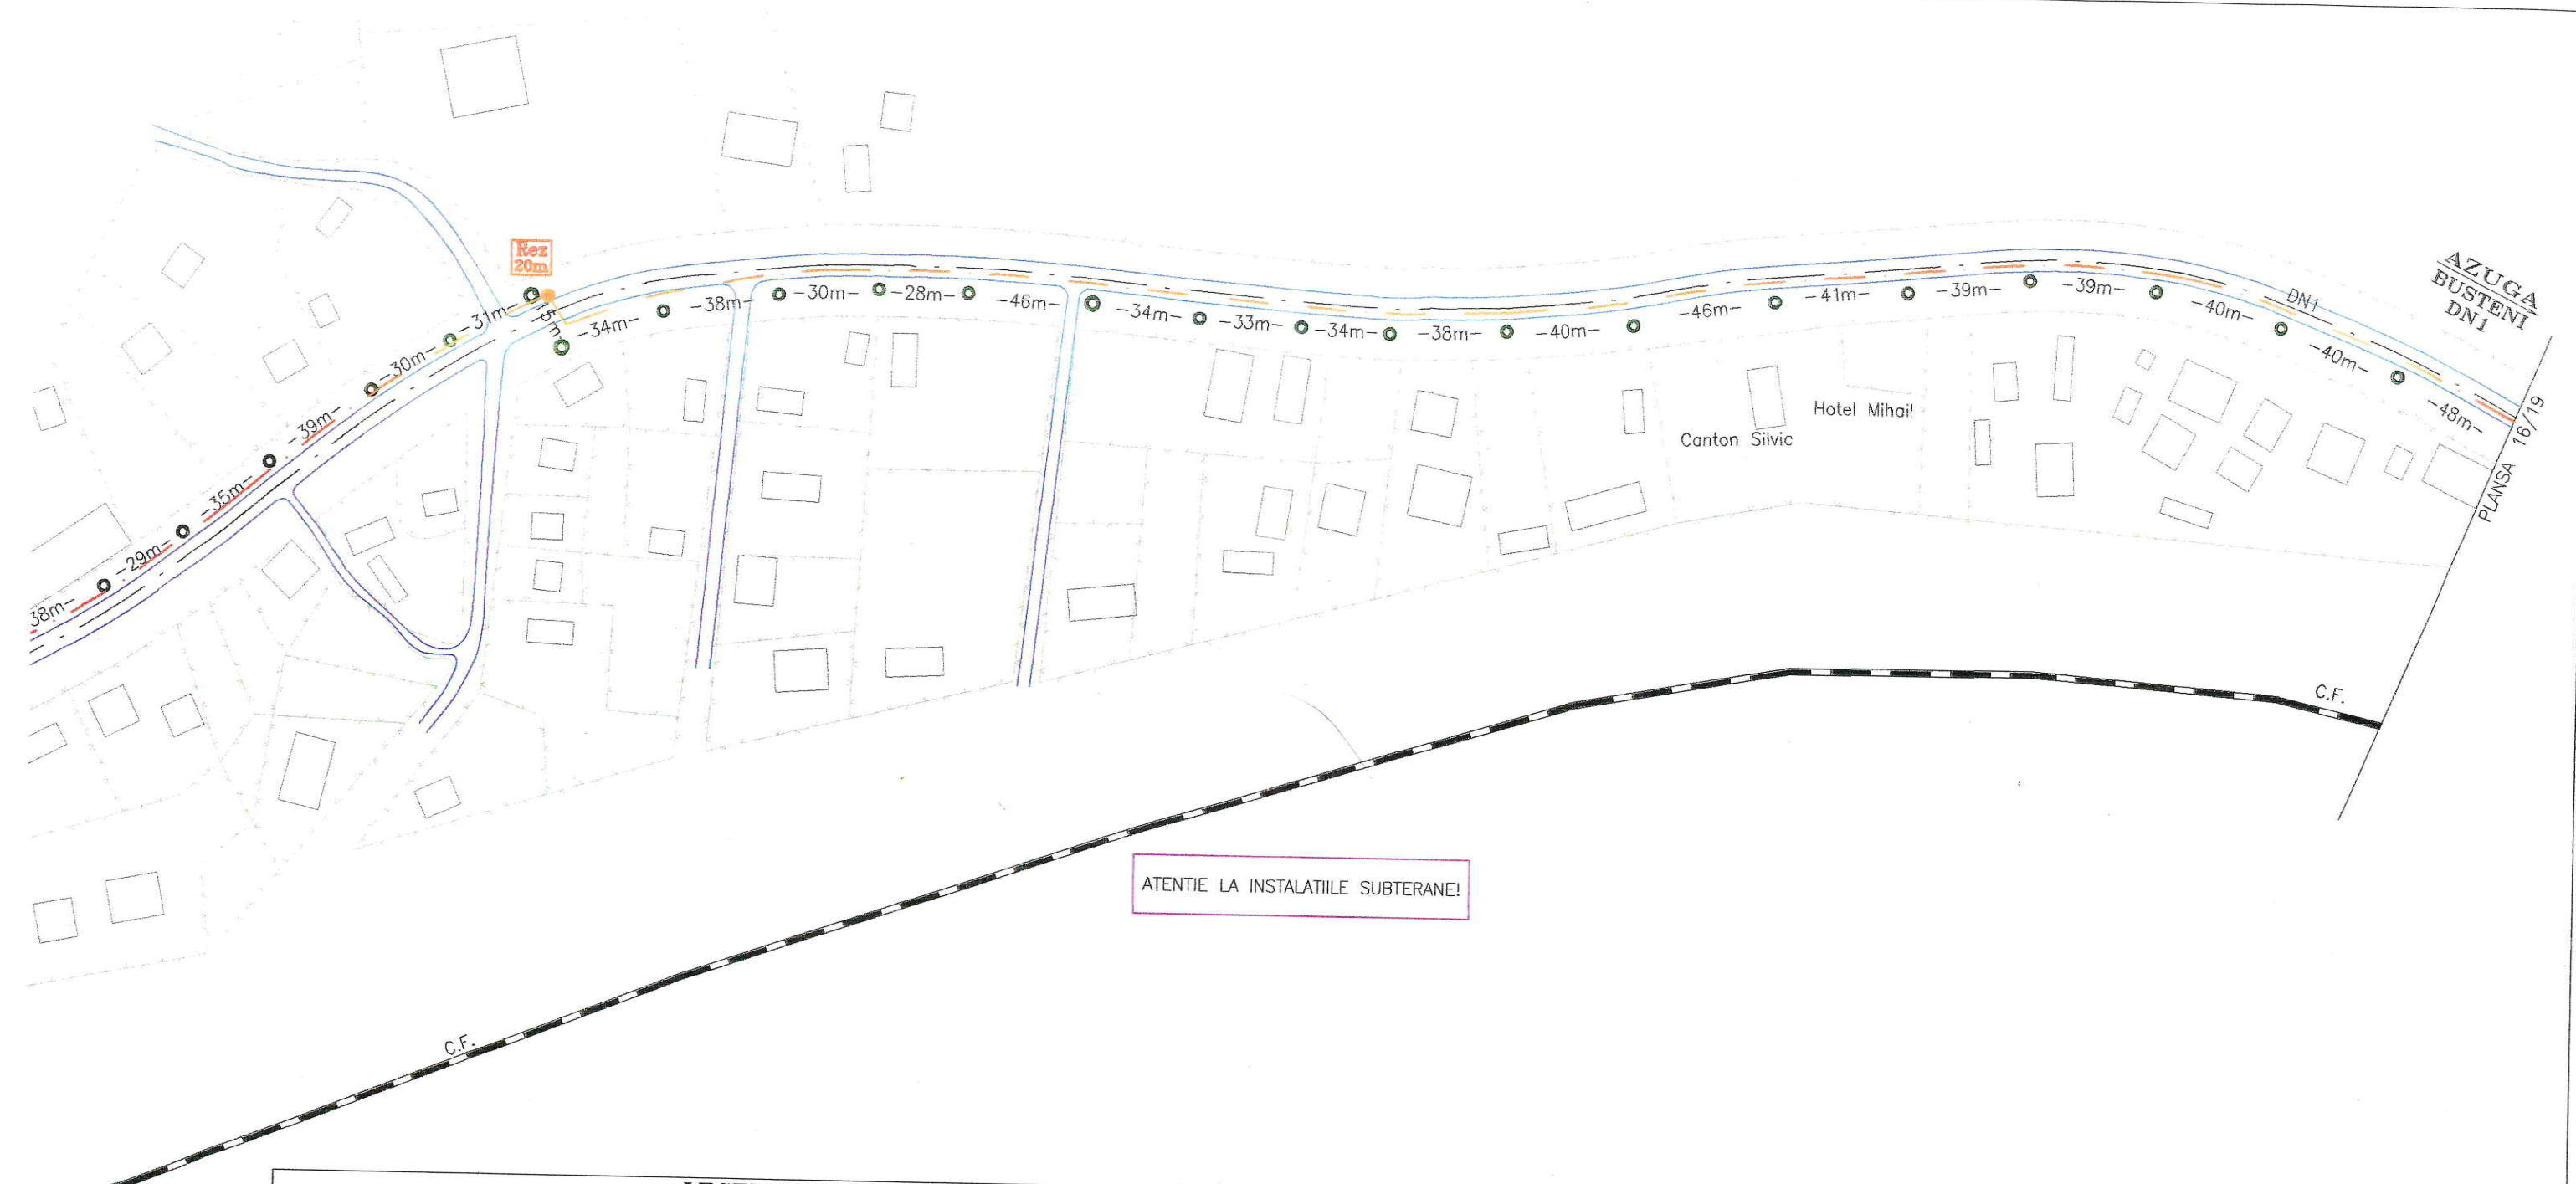 Rez
20m
38m-
-29m-
-35m-
-39m-
-30m-
-31m-
15m
-34m-
-38m-
-30m-
-28m-
-46m-
-34m-
-33m-
-34m-
-38m-
-40m-
-46m-
-41m-
-39m-
-39m-
-40m-
-40m-
-48m-
DN1
AZUGA
BUSTENI
DN1
PLANSA 16/19
Hotel Mihail
Canton Silvic
C.F.
ATENTIE LA INSTALATIILE SUBTERANE!
C.F.